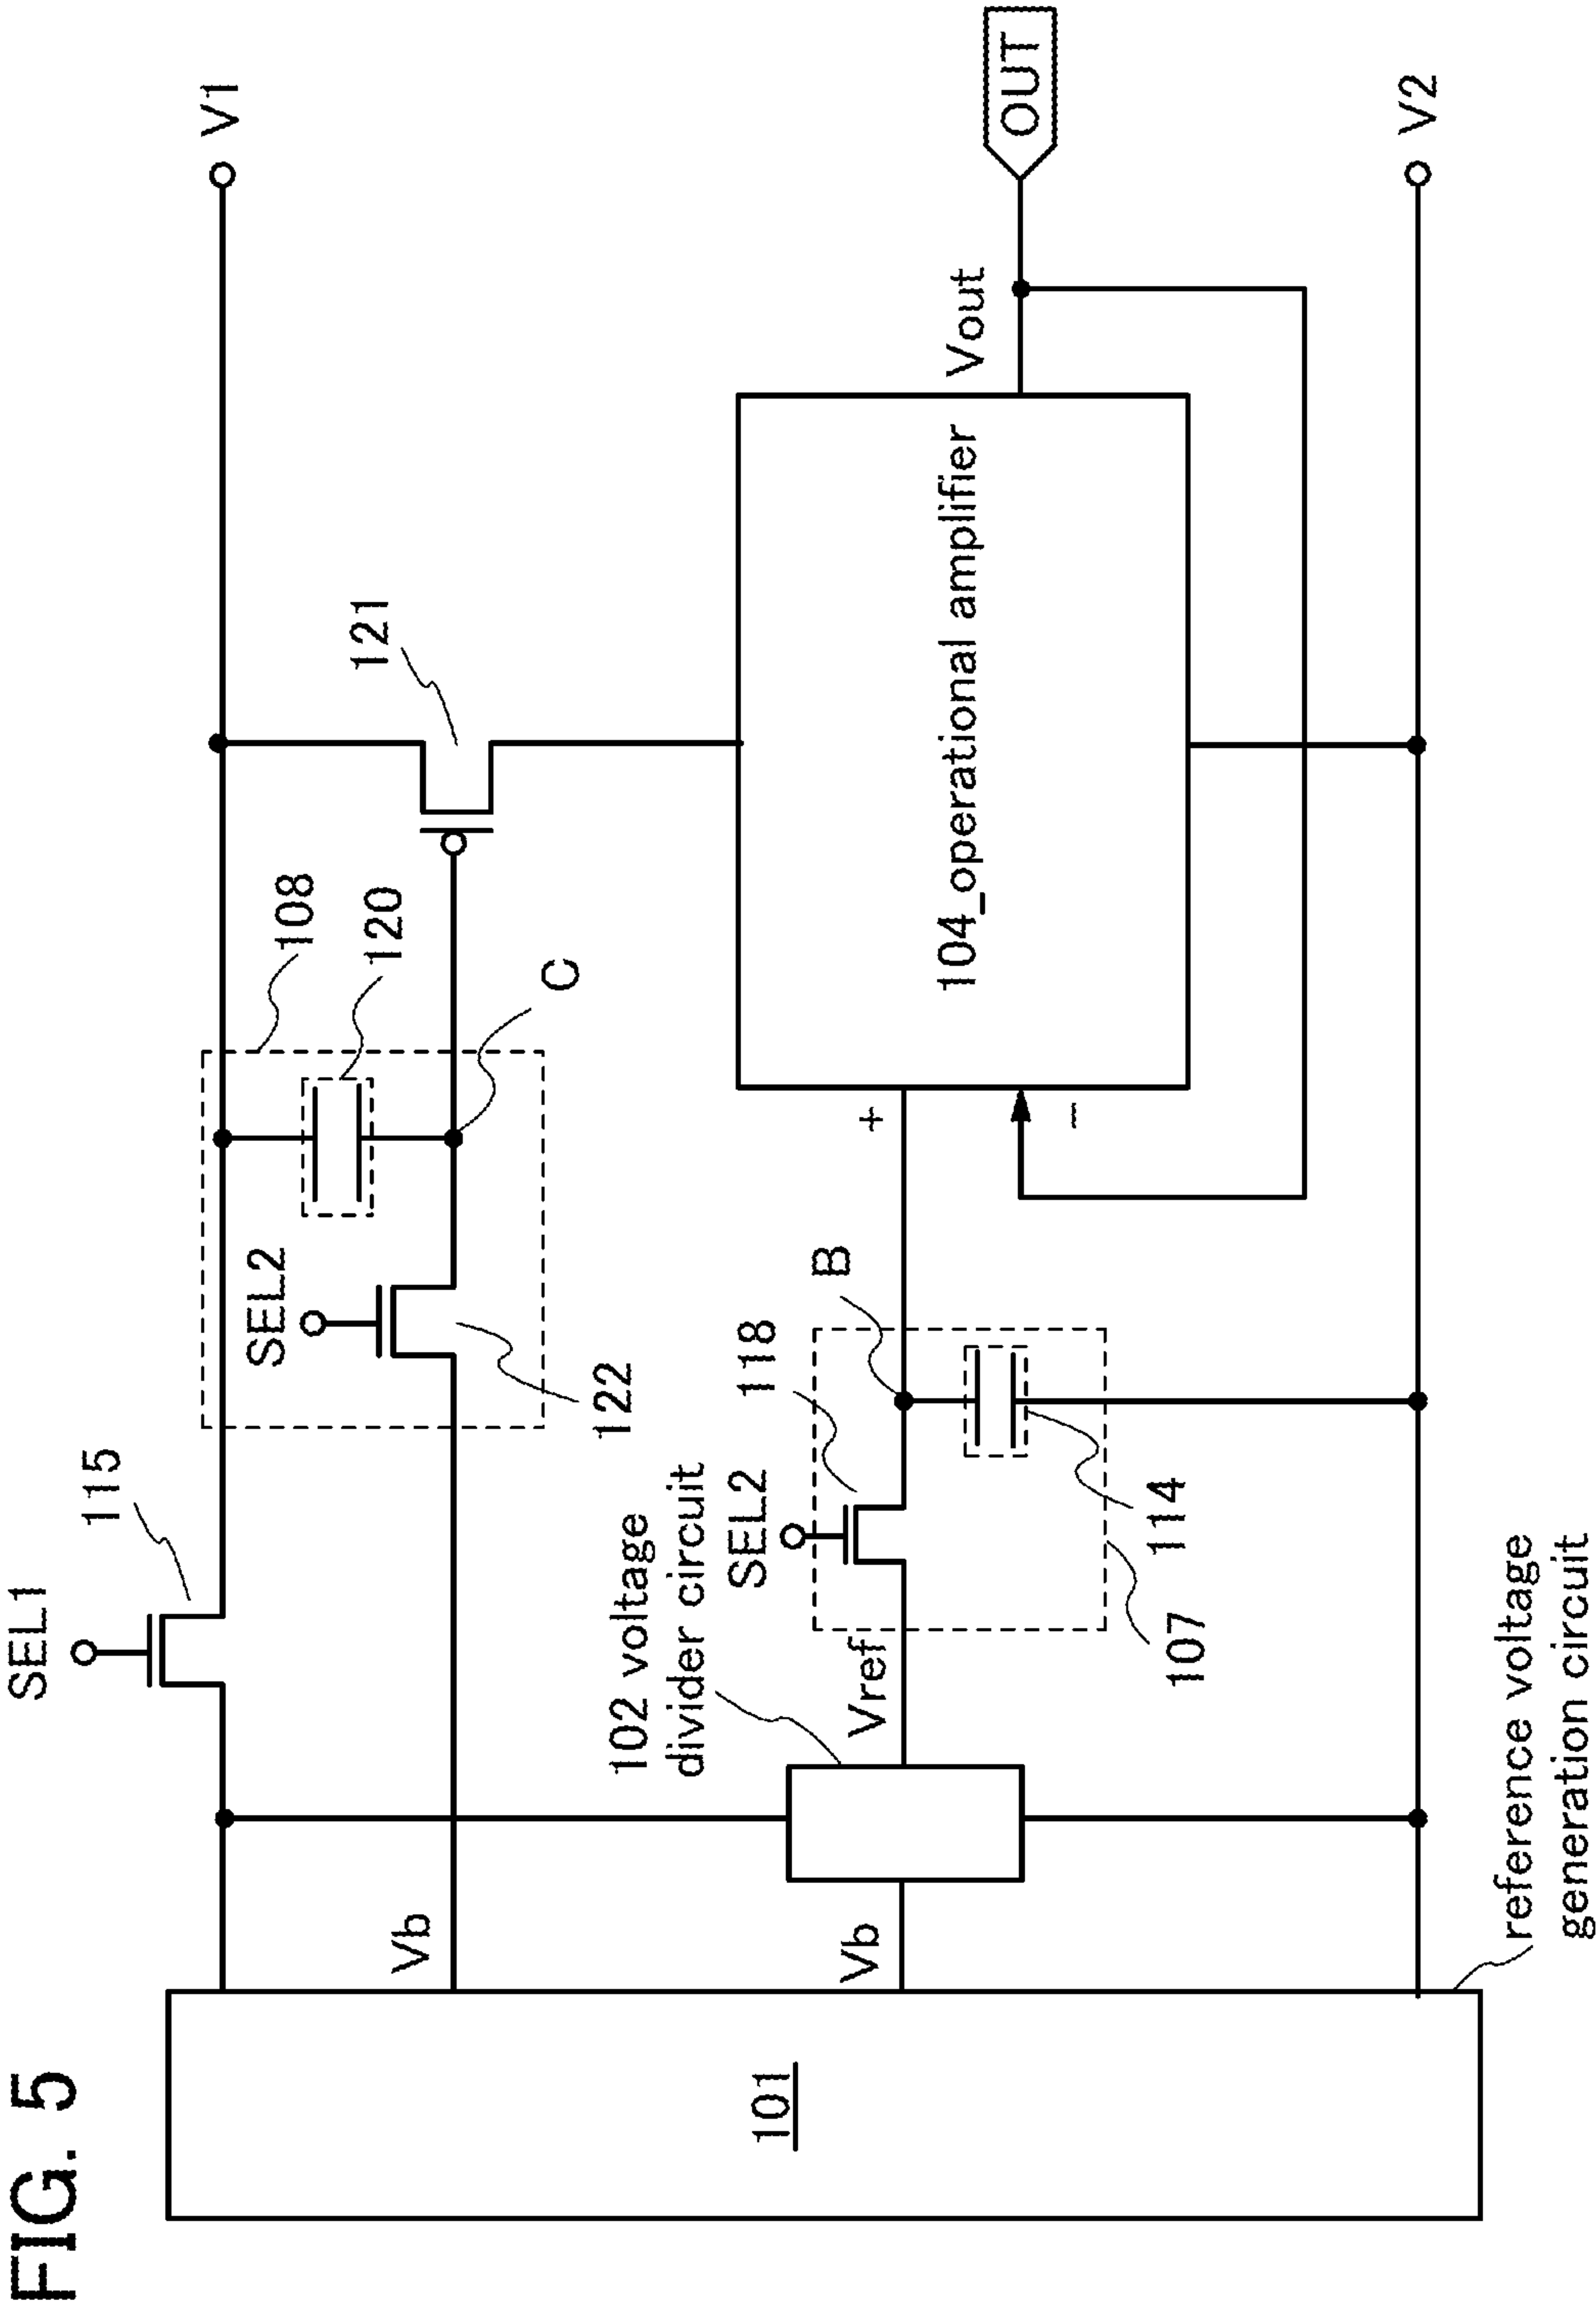 FIG. 5
SEL1
115
V1
108
120
SEL2
122
C
121
Vb
102 voltage
divider circuit
SEL2
118
B
Vb
Vref
107
114
+
−
104_operational amplifier
Vout
OUT
V2
101
reference voltage
generation circuit